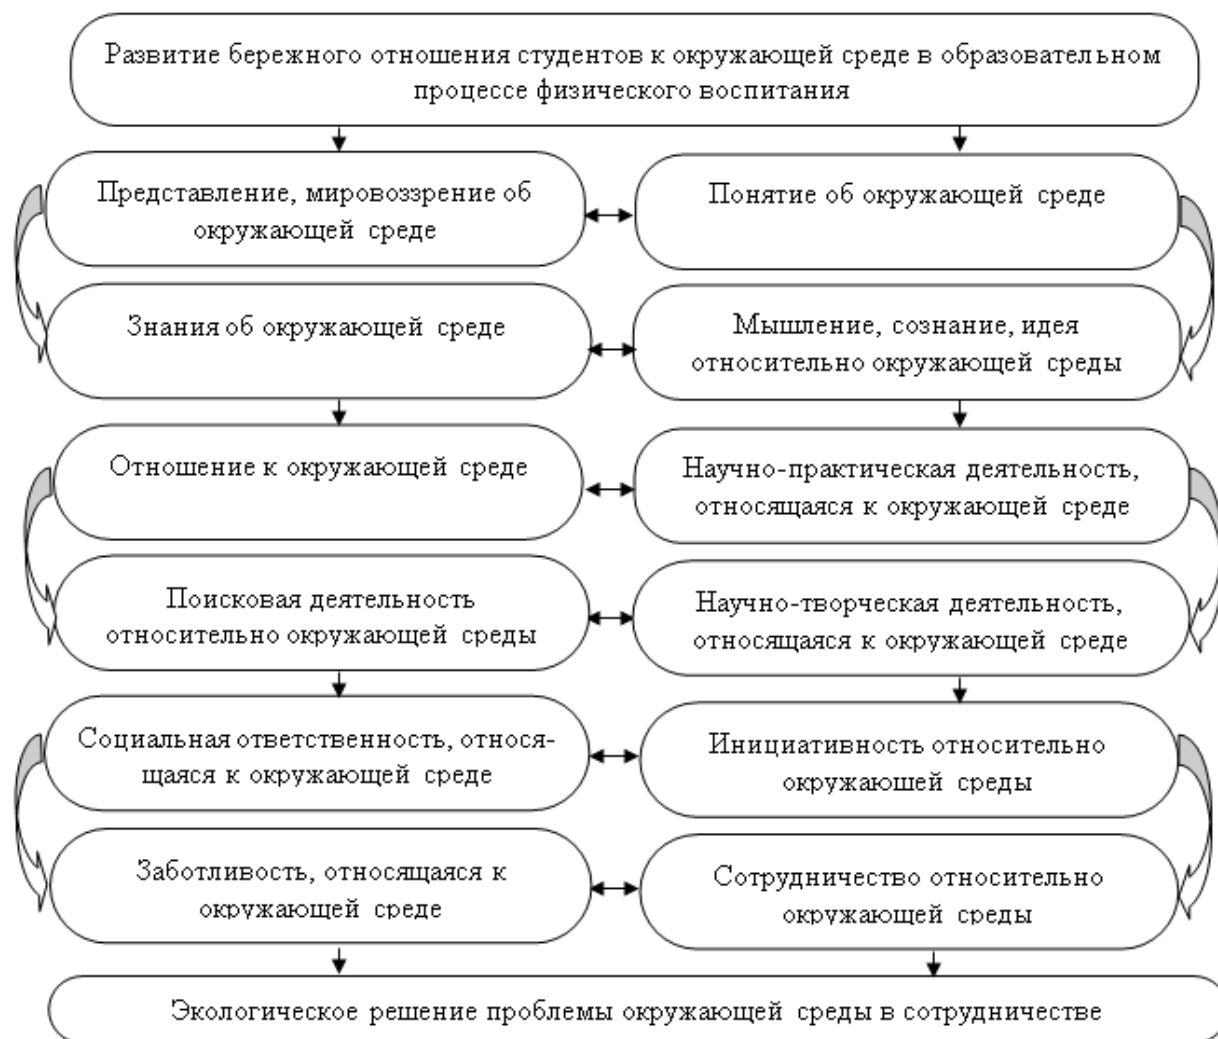 Развитие бережного отношения студентов к окружающей среде в образовательном
процессе физического воспитания
Представление, мировоззрение об
окружающей среде
Понятие об окружающей среде
Знания об окружающей среде
Мышление, сознание, идея
относительно окружающей среды
Отношение к окружающей среде
Научно-практическая деятельность,
относящаяся к окружающей среде
Поисковая деятельность
относительно окружающей среды
Научно-творческая деятельность,
относящаяся к окружающей среде
Социальная ответственность, относя-
щаяся к окружающей среде
Инициативность относительно
окружающей среды
Заботливость, относящаяся к
окружающей среде
Сотрудничество относительно
окружающей среды
Экологическое решение проблемы окружающей среды в сотрудничестве